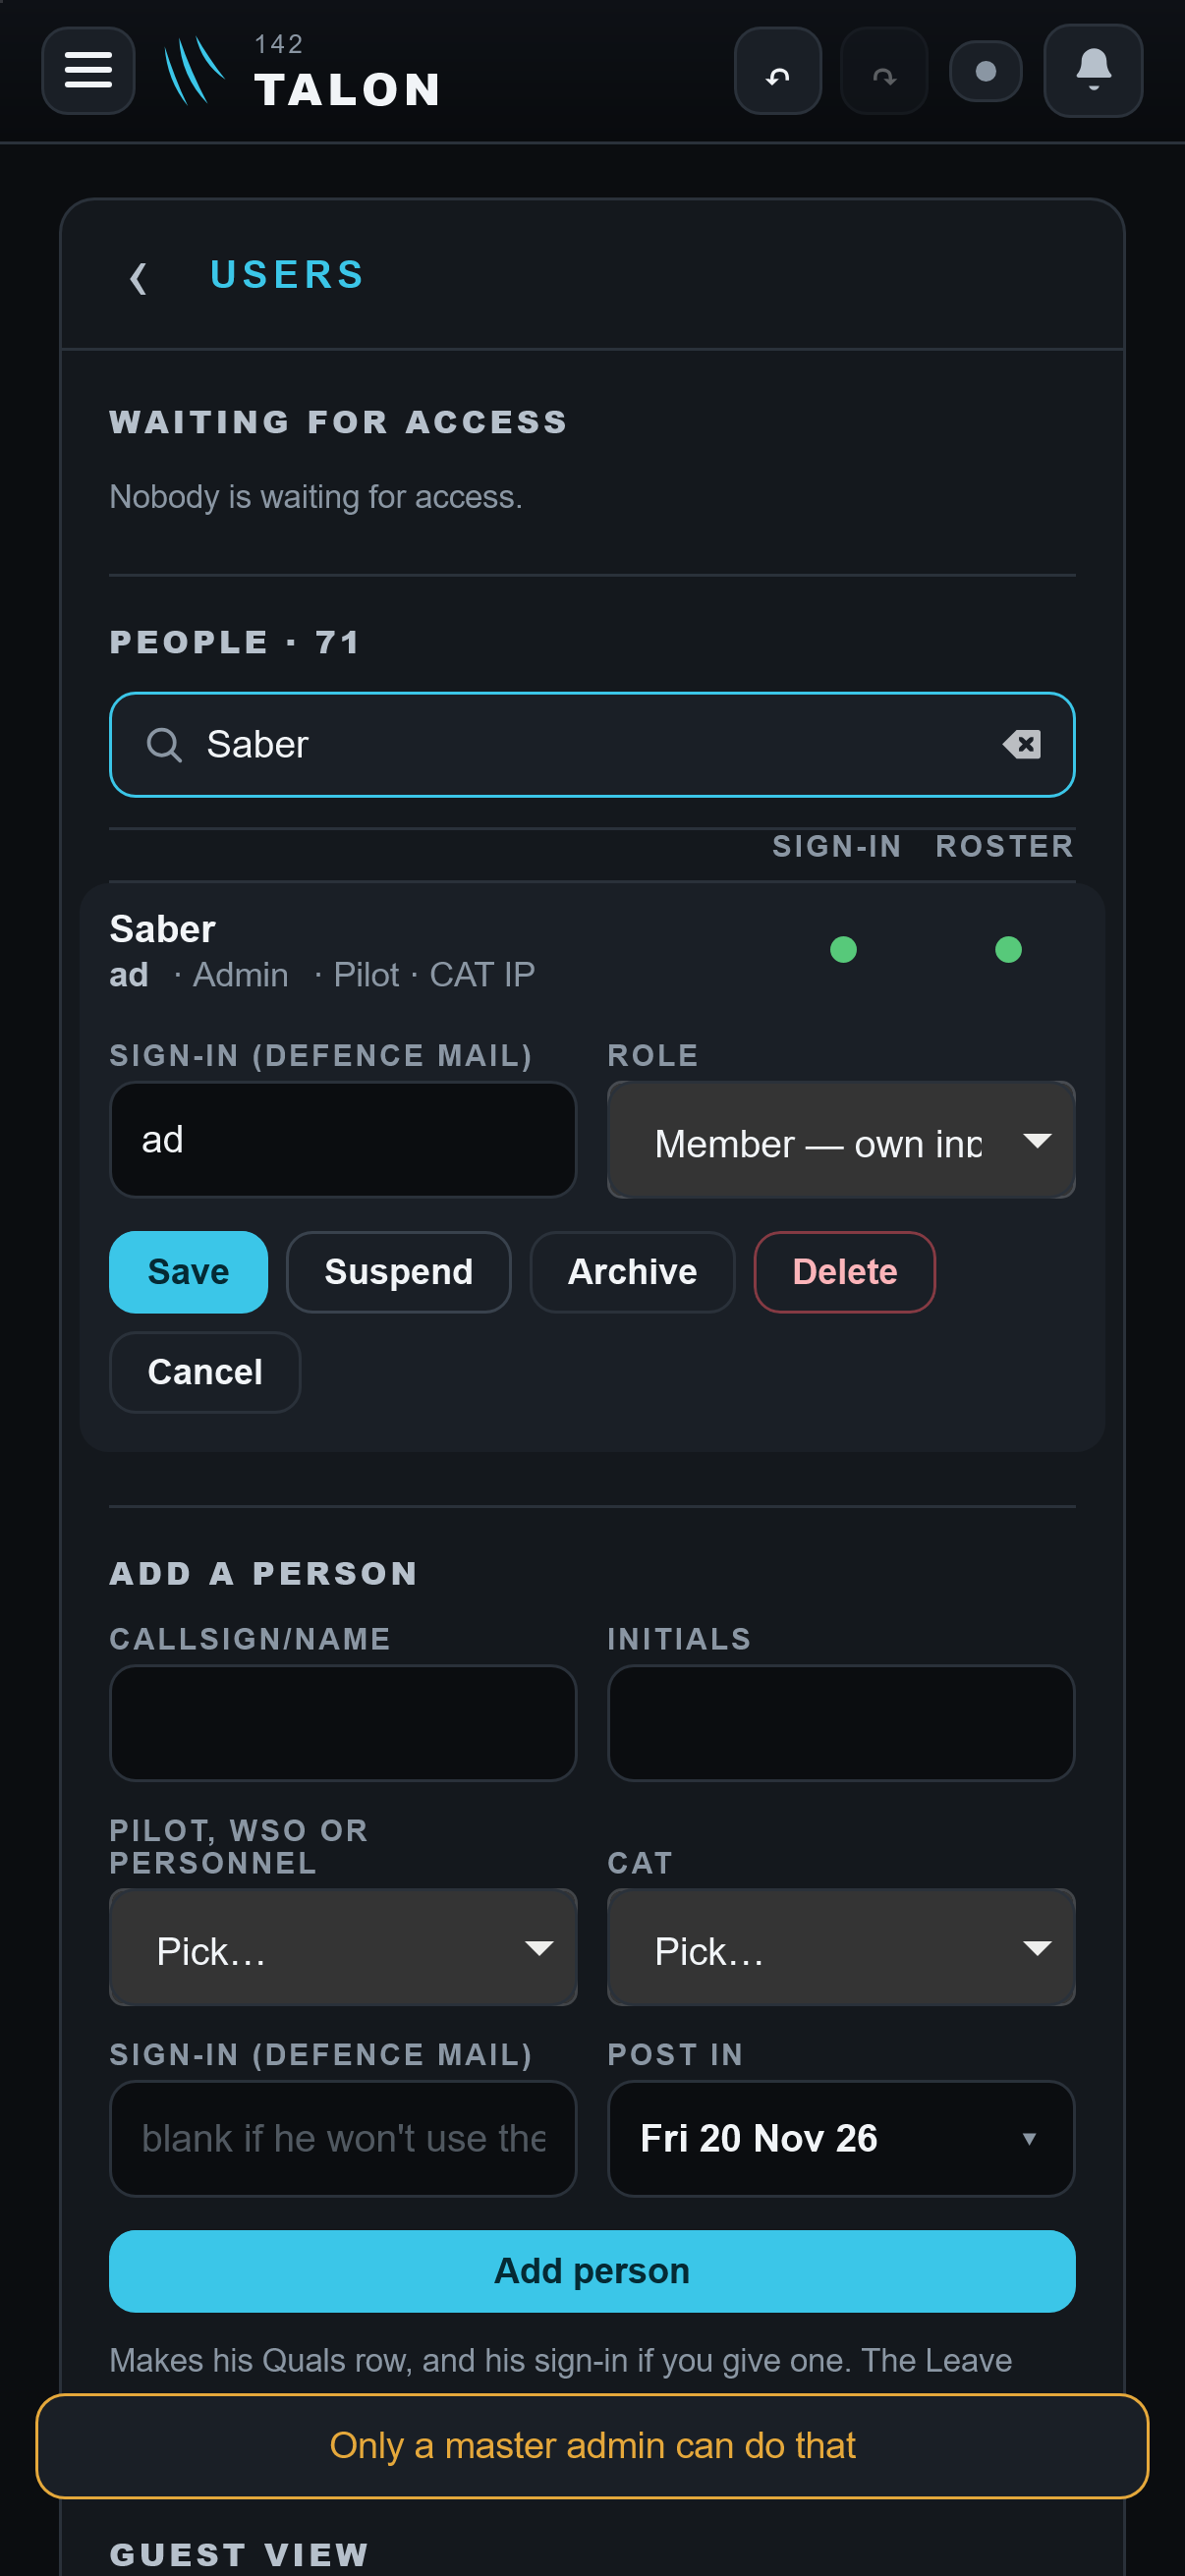 142
TALON
USERS
WAITING FOR ACCESS
Nobody is waiting for access.
PEOPLE · 71
Saber
SIGN-IN ROSTER
Saber
ad · Admin · Pilot · CAT IP
SIGN-IN (DEFENCE MAIL) ROLE
ad Member — own inp
Save Suspend Archive Delete
Cancel
ADD A PERSON
CALLSIGN/NAME INITIALS
PILOT, WSO OR
PERSONNEL CAT
Pick... Pick...
SIGN-IN (DEFENCE MAIL) POST IN
blank if he won't use the Fri 20 Nov 26
Add person
Makes his Quals row, and his sign-in if you give one. The Leave
Only a master admin can do that
GUEST VIEW